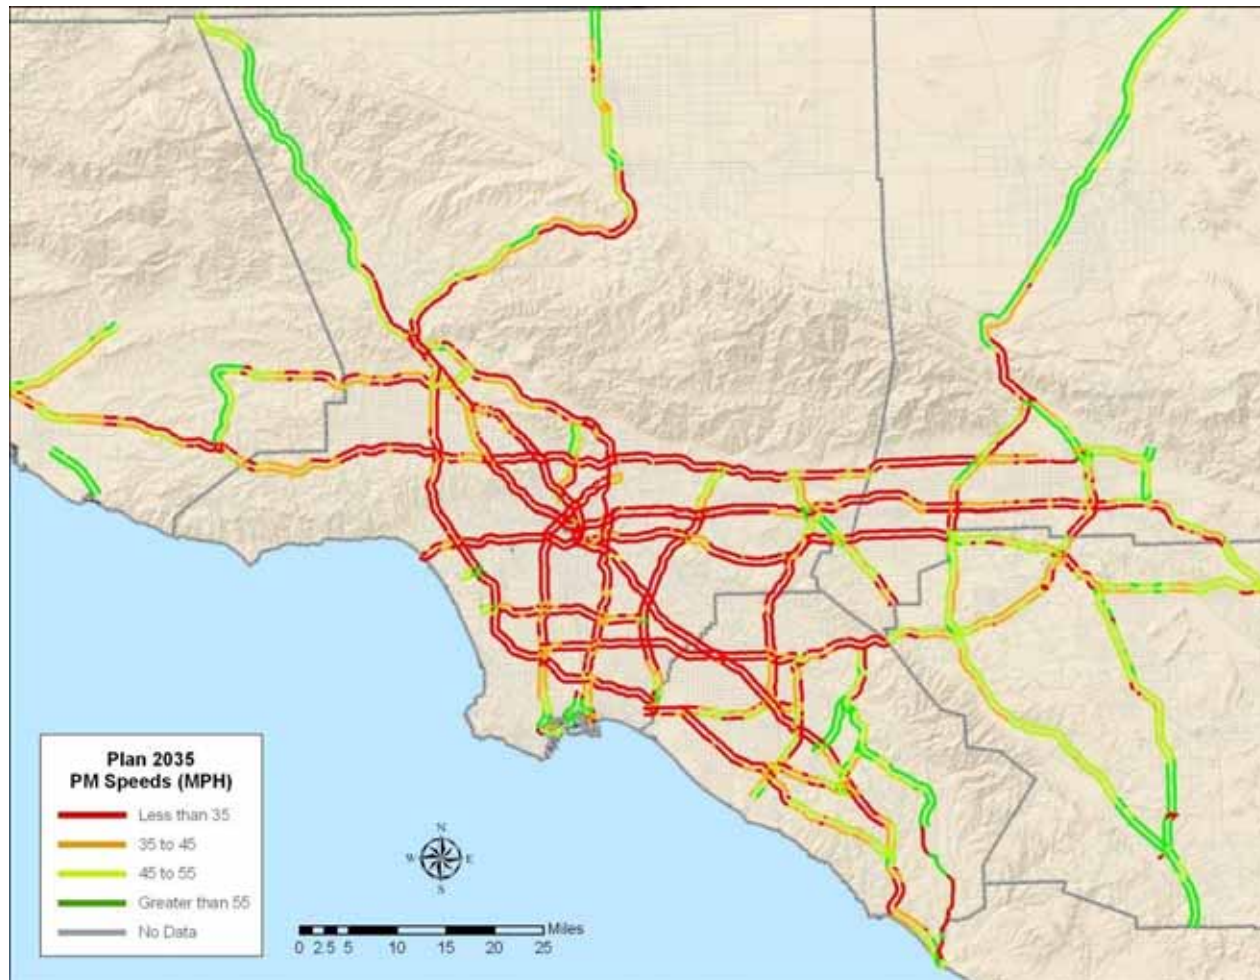 Plan 2035
PM Speeds (MPH)
Less than 35
35 to 45
45 to 55
Greater than 55
No Data
N
W E
S
Miles
0 2.5 5 10 15 20 25